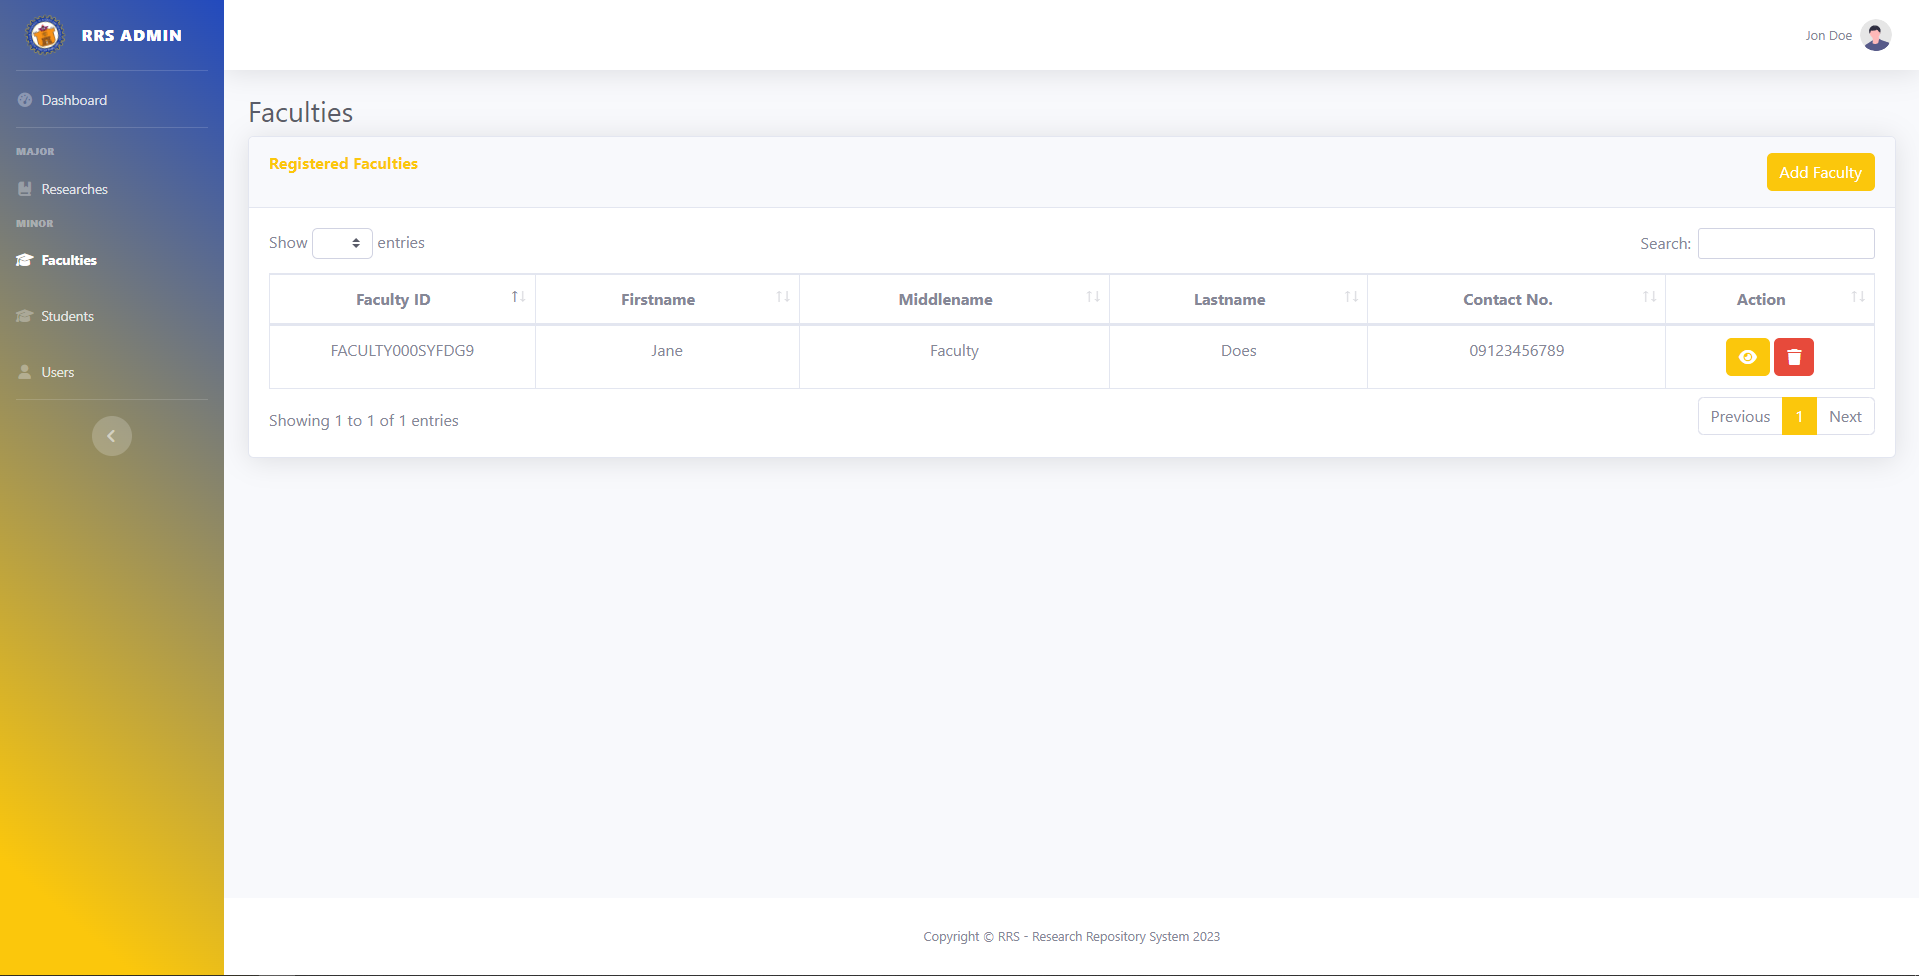 RRS ADMIN
Jon Doe
Dashboard
MAJOR
Researches
MINOR
Faculties
Students
Users
Faculties
Registered Faculties
Add Faculty
Show entries
Search:
Faculty ID Firstname Middlename Lastname Contact No. Action
FACULTY000SYFDG9 Jane Faculty Does 09123456789
Showing 1 to 1 of 1 entries
Previous 1 Next
Copyright © RRS - Research Repository System 2023